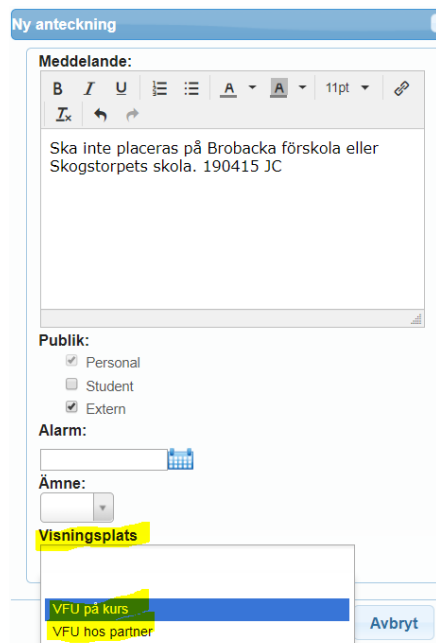 Ny anteckning
Meddelande:
B I U A A 11pt
Ix
Ska inte placeras på Brobacka förskola eller
Skogstorpets skola. 190415 JC
Publik:
Personal
Student
Extern
Alarm:
Ämne:
Visningsplats
VFU på kurs
VFU hos partner
Avbryt